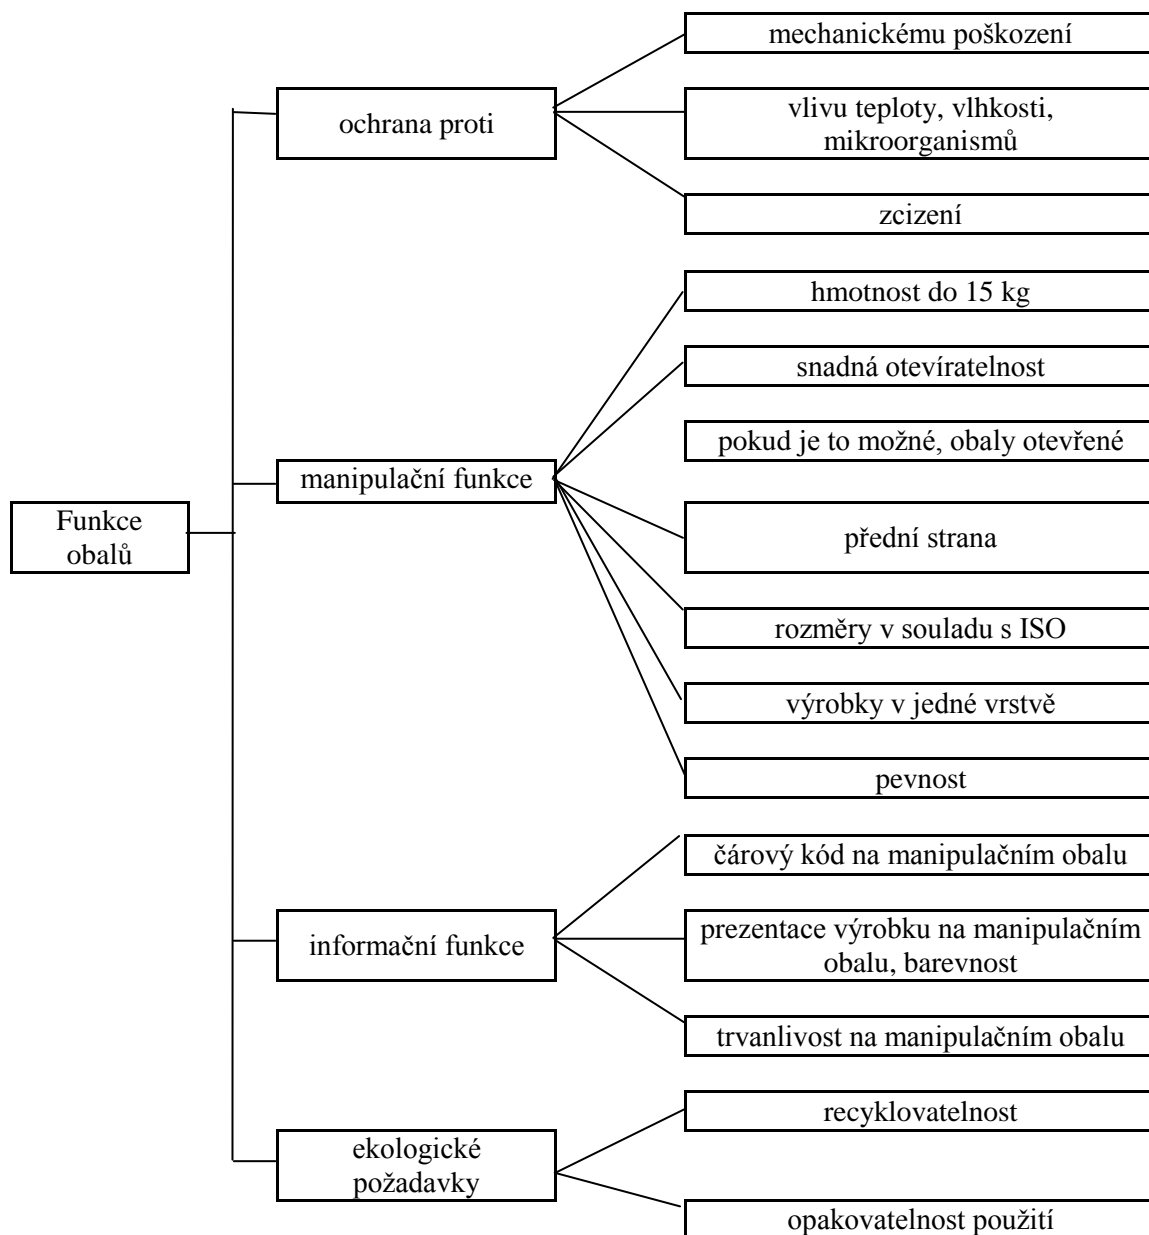 Funkce
obalů
ochrana proti
mechanickému poškození
vlivu teploty, vlhkosti,
mikroorganismů
zcizení
manipulační funkce
hmotnost do 15 kg
snadná otevíratelnost
pokud je to možné, obaly otevřené
přední strana
rozměry v souladu s ISO
výrobky v jedné vrstvě
pevnost
informační funkce
čárový kód na manipulačním obalu
prezentace výrobku na manipulačním
obalu, barevnost
trvanlivost na manipulačním obalu
ekologické
požadavky
recyklovatelnost
opakovatelnost použití